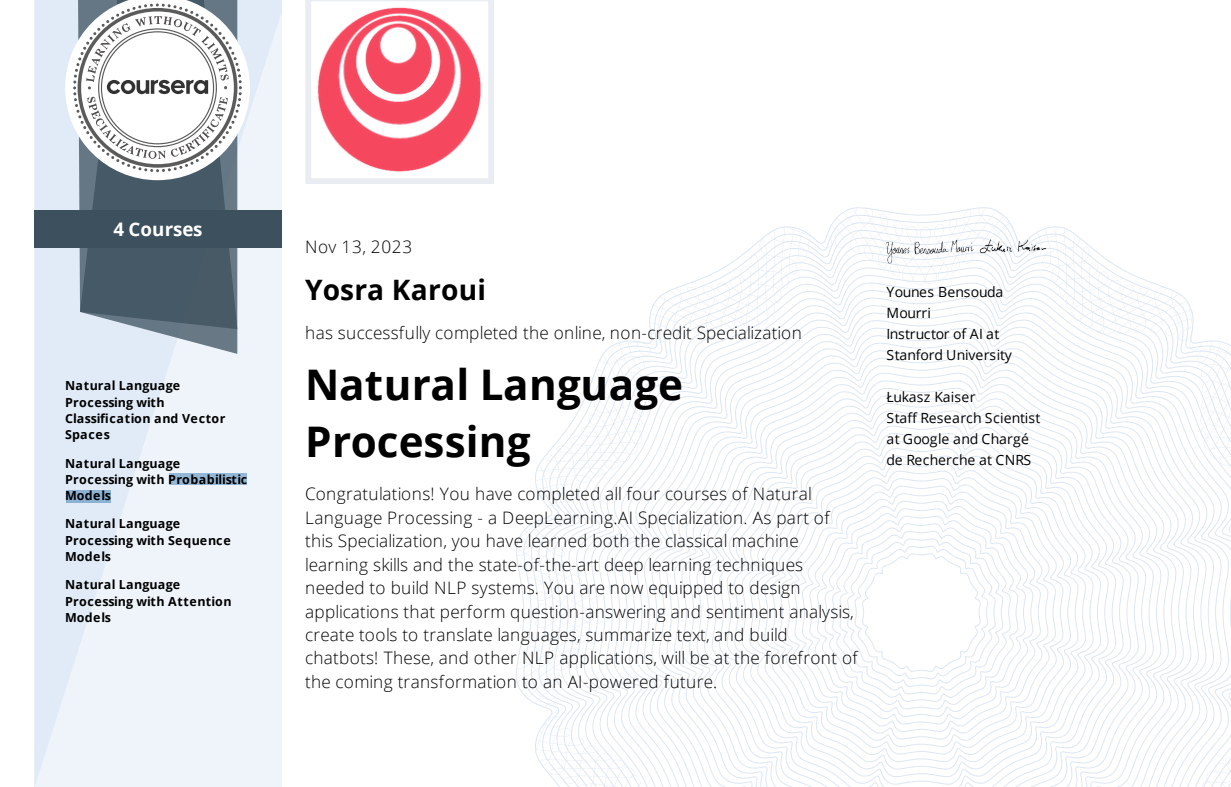 LEARNING WITHOUT LIMITS
coursera
SPECIALIZATION CERTIFICATE
4 Courses
Natural Language
Processing with
Classification and Vector
Spaces
Natural Language
Processing with Probabilistic
Models
Natural Language
Processing with Sequence
Models
Natural Language
Processing with Attention
Models
Nov 13, 2023
Yosra Karoui
has successfully completed the online, non-credit Specialization
Natural Language
Processing
Congratulations! You have completed all four courses of Natural
Language Processing - a DeepLearning.AI Specialization. As part of
this Specialization, you have learned both the classical machine
learning skills and the state-of-the-art deep learning techniques
needed to build NLP systems. You are now equipped to design
applications that perform question-answering and sentiment analysis,
create tools to translate languages, summarize text, and build
chatbots! These, and other NLP applications, will be at the forefront of
the coming transformation to an AI-powered future.
Younes Bensouda Mourri Łukasz Kaiser
Younes Bensouda
Mourri
Instructor of AI at
Stanford University
Łukasz Kaiser
Staff Research Scientist
at Google and Chargé
de Recherche at CNRS